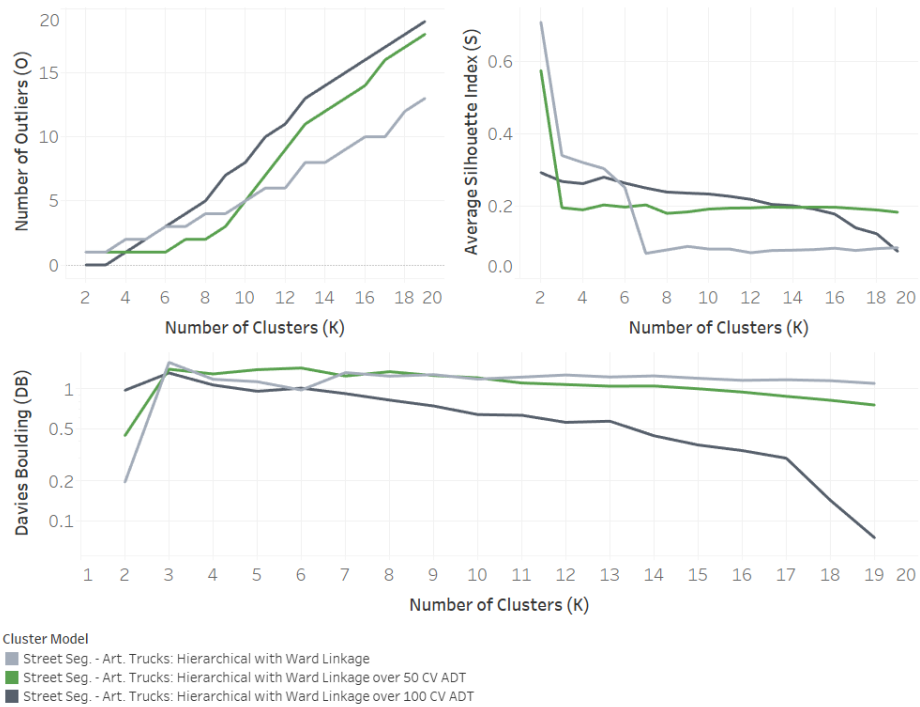 Number of Outliers (O)
20
15
10
5
0
2 4 6 8 10 12 14 16 18 20
Number of Clusters (K)
Average Silhouette Index (S)
0.6
0.4
0.2
0.0
2 4 6 8 10 12 14 16 18 20
Number of Clusters (K)
Davies Boulding (DB)
1
0.5
0.2
0.1
1 2 3 4 5 6 7 8 9 10 11 12 13 14 15 16 17 18 19 20
Number of Clusters (K)
Cluster Model
Street Seg. - Art. Trucks: Hierarchical with Ward Linkage
Street Seg. - Art. Trucks: Hierarchical with Ward Linkage over 50 CV ADT
Street Seg. - Art. Trucks: Hierarchical with Ward Linkage over 100 CV ADT